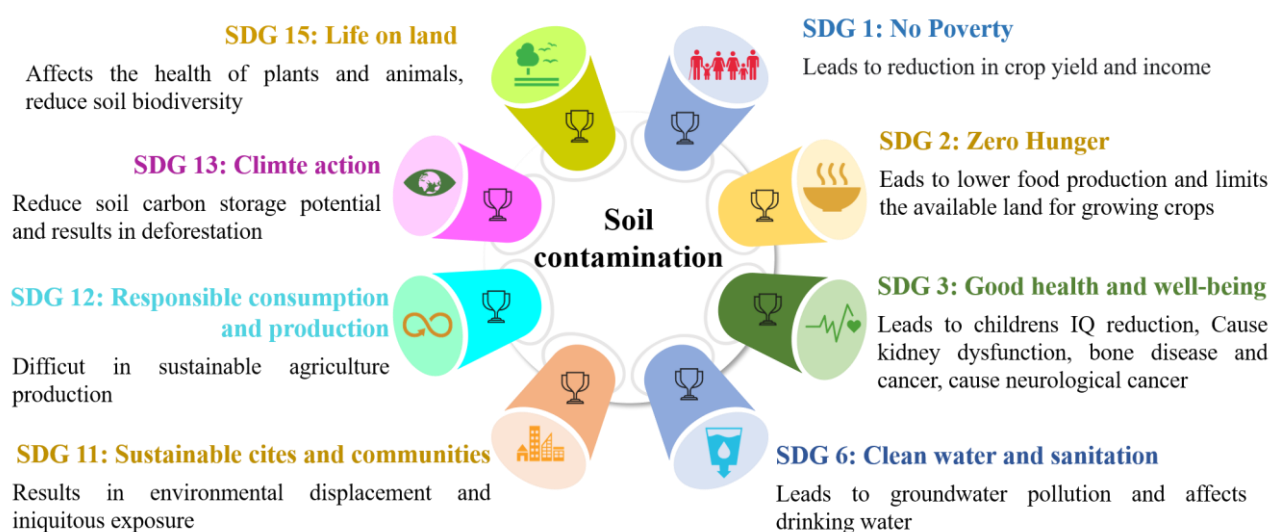 SDG 15: Life on land
Affects the health of plants and animals,
reduce soil biodiversity
SDG 13: Climte action
Reduce soil carbon storage potential
and results in deforestation
SDG 12: Responsible consumption
and production
Difficut in sustainable agriculture
production
SDG 11: Sustainable cites and communities
Results in environmental displacement and
iniquitous exposure
Soil
contamination
SDG 1: No Poverty
Leads to reduction in crop yield and income
SDG 2: Zero Hunger
Eads to lower food production and limits
the available land for growing crops
SDG 3: Good health and well-being
Leads to childrens IQ reduction, Cause
kidney dysfunction, bone disease and
cancer, cause neurological cancer
SDG 6: Clean water and sanitation
Leads to groundwater pollution and affects
drinking water